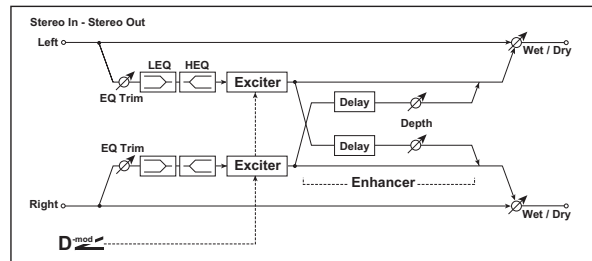 Stereo In - Stereo Out
Left
Wet / Dry
LEQ HEQ
EQ Trim
Exciter
Delay
Depth
EQ Trim
Delay
Exciter
Enhancer
Right
Wet / Dry
D-mod